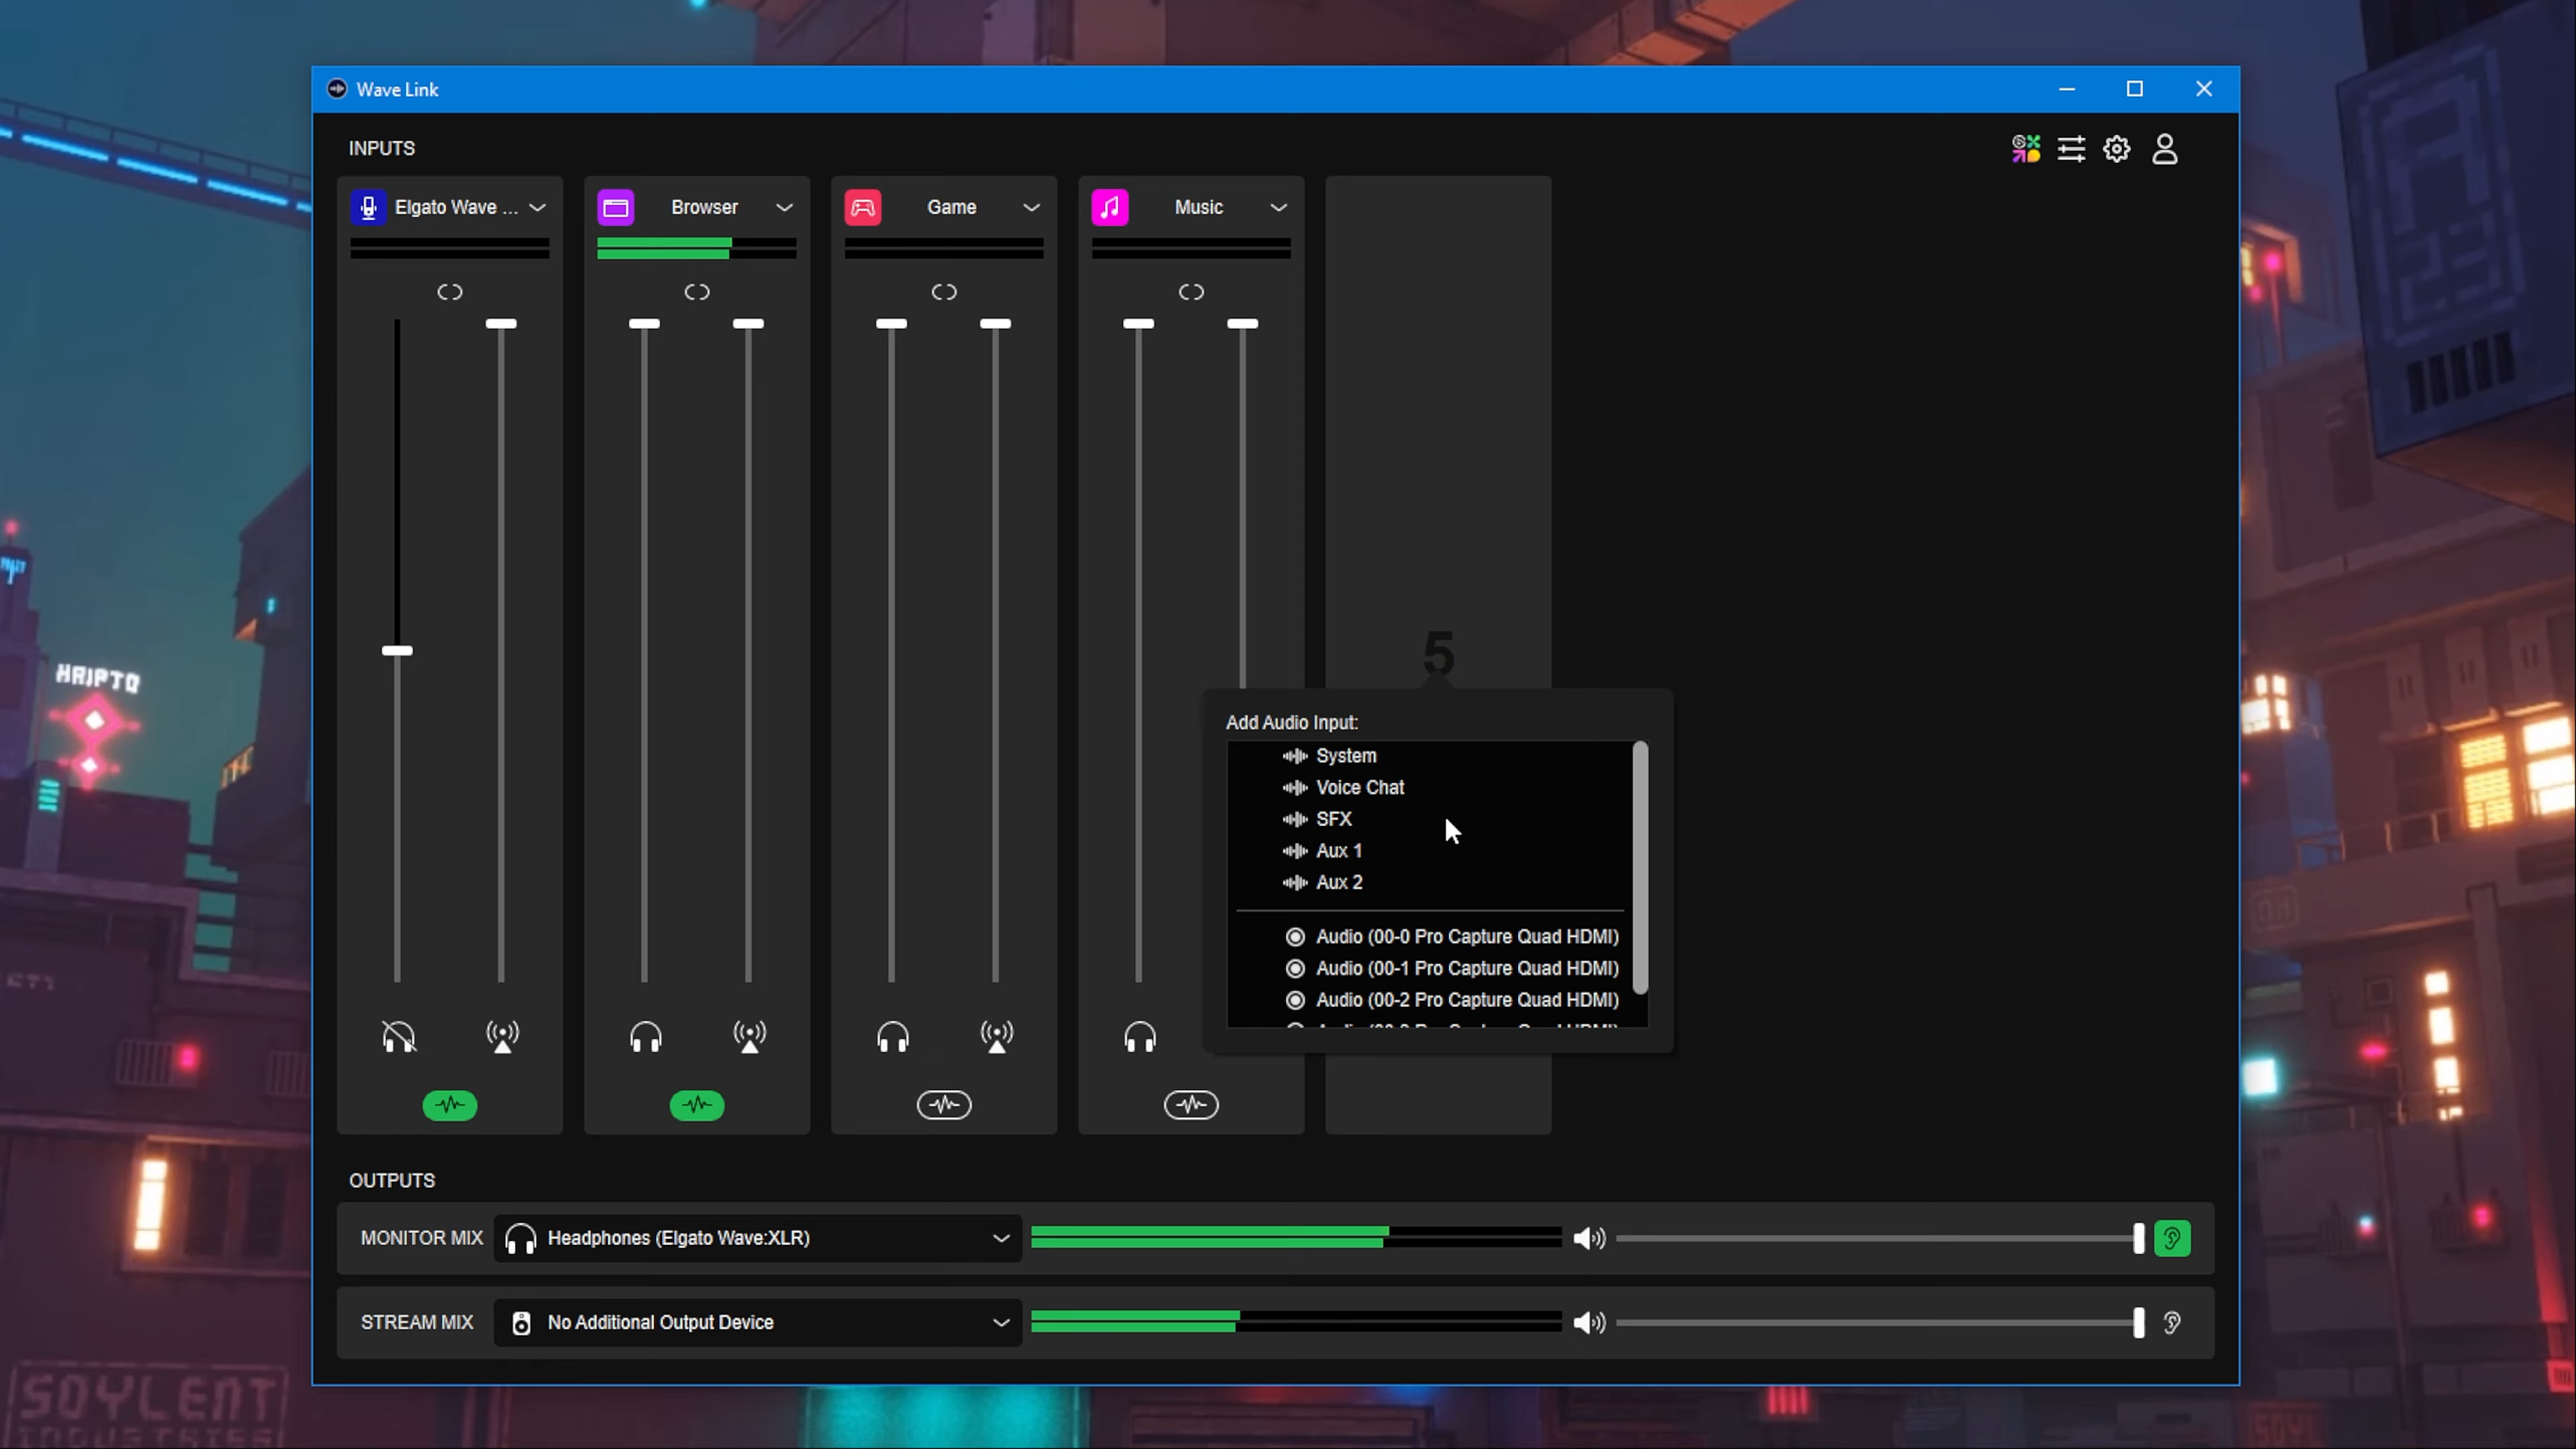 Wave Link
INPUTS
Elgato Wave ...
Browser
Game
Music
5
Add Audio Input:
System
Voice Chat
SFX
Aux 1
Aux 2
Audio (00-0 Pro Capture Quad HDMI)
Audio (00-1 Pro Capture Quad HDMI)
Audio (00-2 Pro Capture Quad HDMI)
OUTPUTS
MONITOR MIX
Headphones (Elgato Wave:XLR)
STREAM MIX
No Additional Output Device
SOYLENT
INDUSTRIES